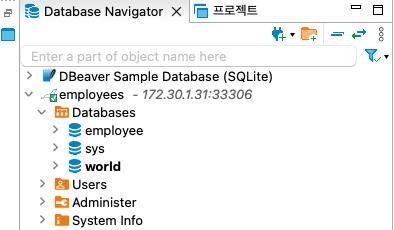 Database Navigator
프로젝트
Enter a part of object name here
DBeaver Sample Database (SQLite)
employees - 172.30.1.31:33306
Databases
employee
sys
world
Users
Administer
System Info